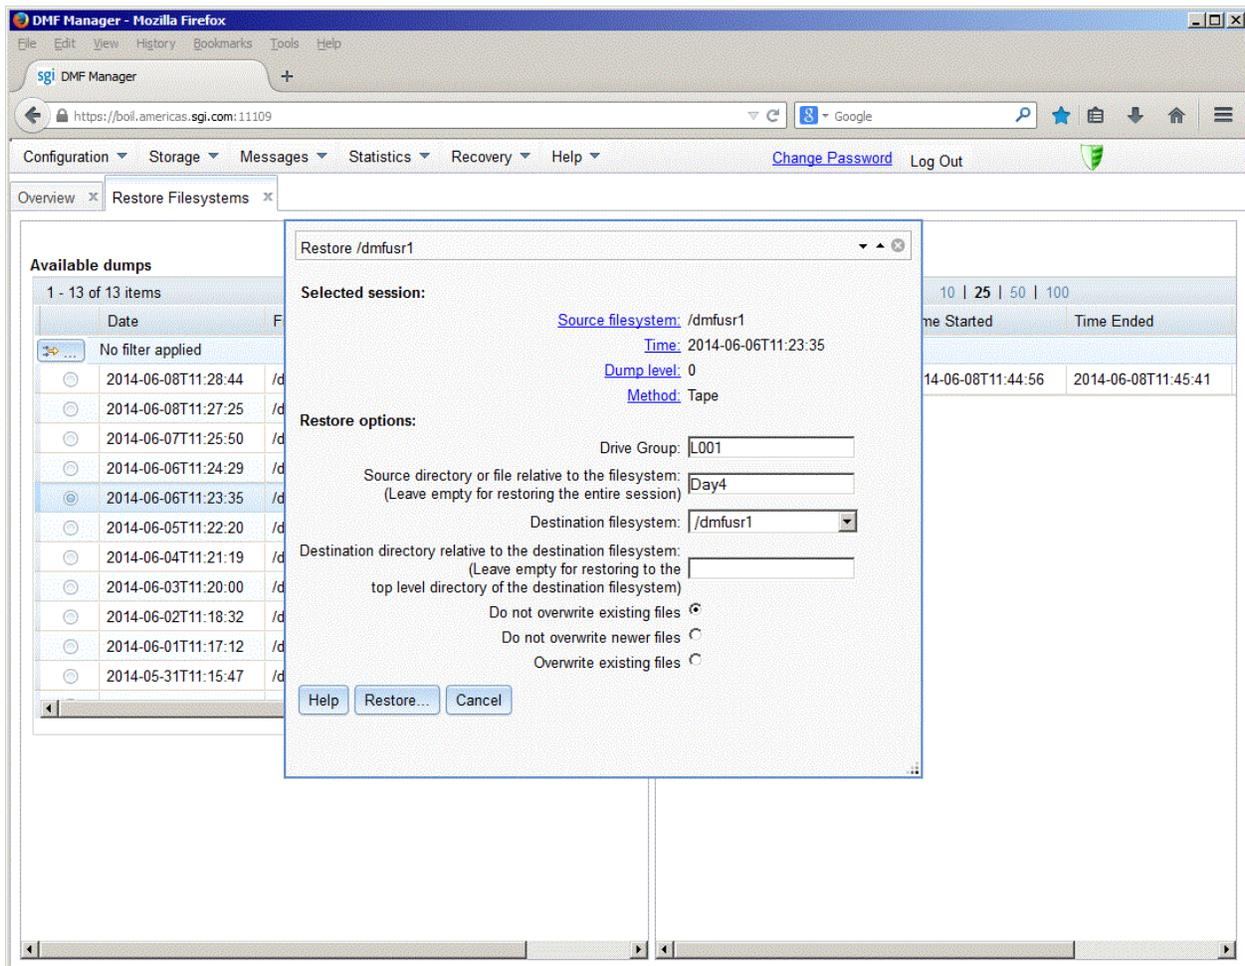 DMF Manager - Mozilla Firefox
File Edit View History Bookmarks Tools Help
sgi DMF Manager +
https://boil.americas.sgi.com:11109
8 Google
Configuration Storage Messages Statistics Recovery Help Change Password Log Out
Overview x Restore Filesystems x
Restore /dmfusr1
Available dumps
1 - 13 of 13 items
10 | 25 | 50 | 100
Date
Time Ended
... No filter applied
2014-06-08T11:28:44
14-06-08T11:44:56 2014-06-08T11:45:41
2014-06-08T11:27:25
2014-06-07T11:25:50
2014-06-06T11:24:29
2014-06-06T11:23:35
2014-06-05T11:22:20
2014-06-04T11:21:19
2014-06-03T11:20:00
2014-06-02T11:18:32
2014-06-01T11:17:12
2014-05-31T11:15:47
Selected session:
Source filesystem: /dmfusr1
Time: 2014-06-06T11:23:35
Dump level: 0
Method: Tape
Restore options:
Drive Group: L001
Source directory or file relative to the filesystem:
(Leave empty for restoring the entire session) Day4
Destination filesystem: /dmfusr1
Destination directory relative to the destination filesystem:
(Leave empty for restoring to the
top level directory of the destination filesystem)
Do not overwrite existing files
Do not overwrite newer files
Overwrite existing files
Help Restore... Cancel